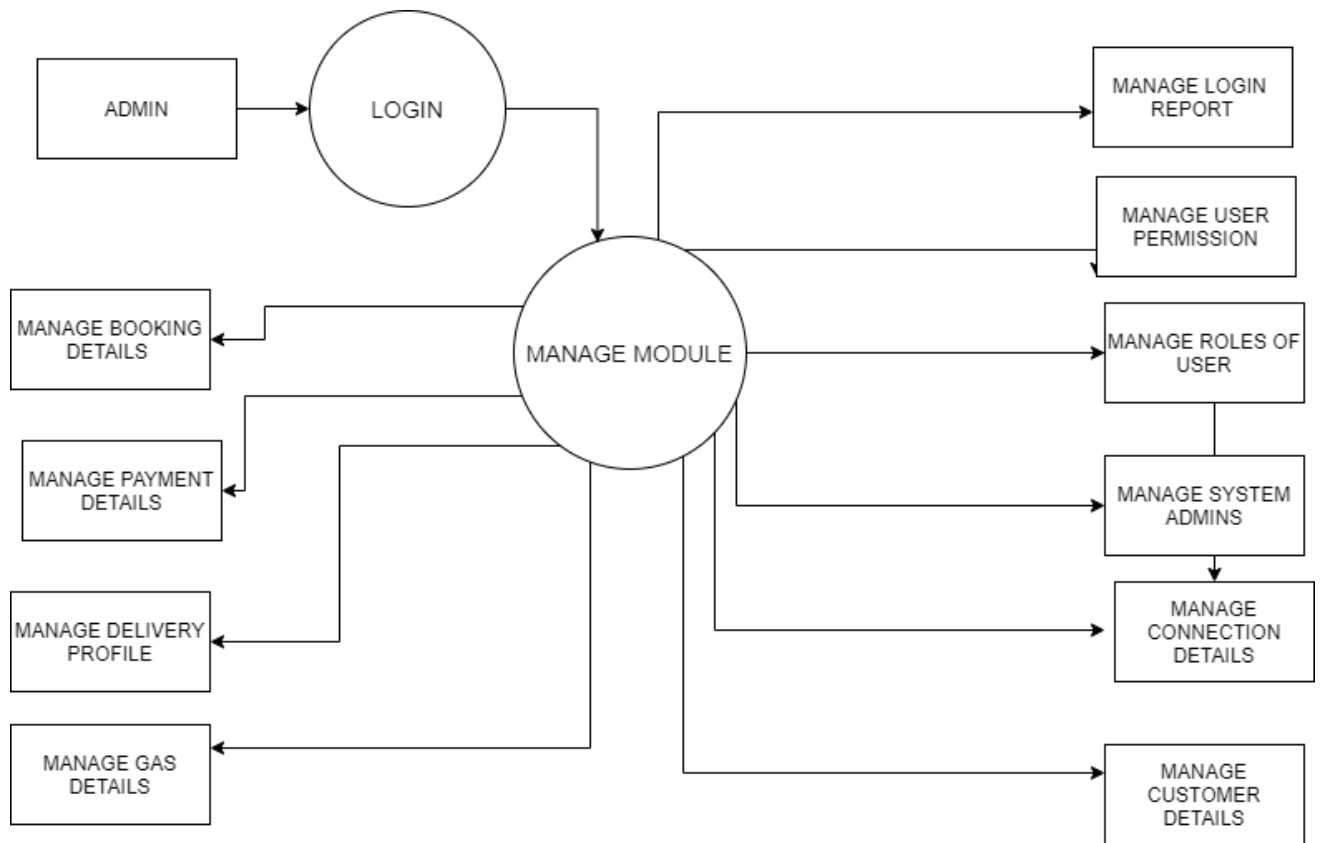 ADMIN
LOGIN
MANAGE LOGIN
REPORT
MANAGE USER
PERMISSION
MANAGE BOOKING
DETAILS
MANAGE MODULE
MANAGE ROLES OF
USER
MANAGE PAYMENT
DETAILS
MANAGE SYSTEM
ADMINS
MANAGE DELIVERY
PROFILE
MANAGE
CONNECTION
DETAILS
MANAGE GAS
DETAILS
MANAGE
CUSTOMER
DETAILS